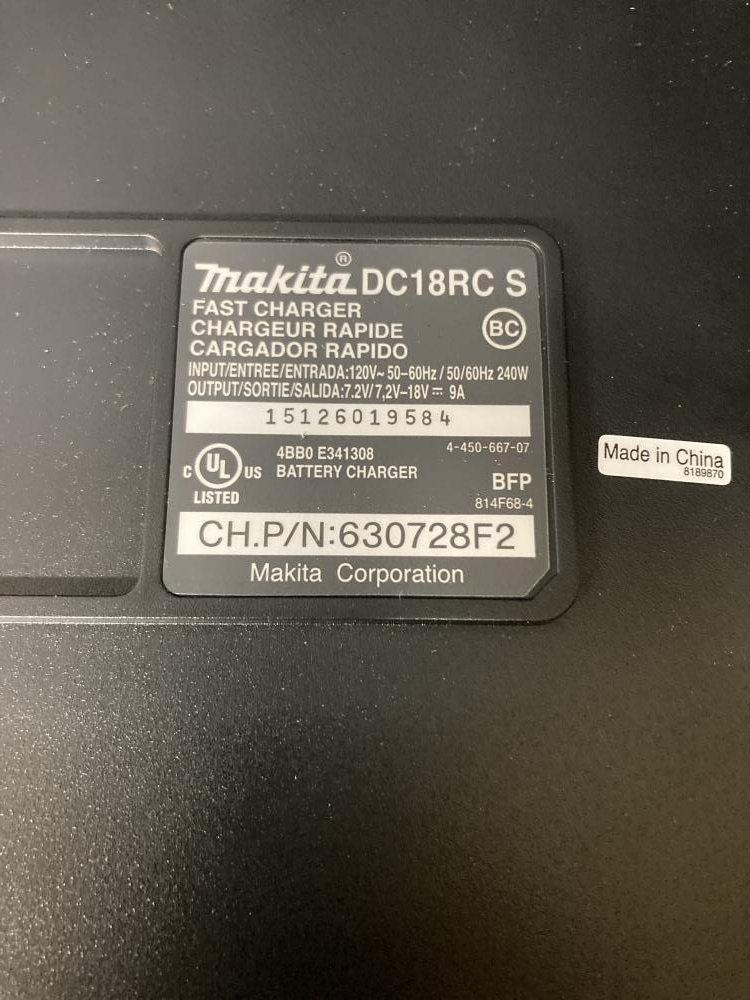 makita® DC18RC S
FAST CHARGER
CHARGEUR RAPIDE
CARGADOR RAPIDO
BC
INPUT/ENTREE/ENTRADA:120V~ 50-60Hz / 50/60Hz 240W
OUTPUT/SORTIE/SALIDA:7.2V/7,2V-18V ⎓ 9A
15126019584
C UL US
LISTED
4BB0 E341308
BATTERY CHARGER
4-450-667-07
BFP
814F68-4
CH.P/N:630728F2
Makita Corporation
Made in China
8189870